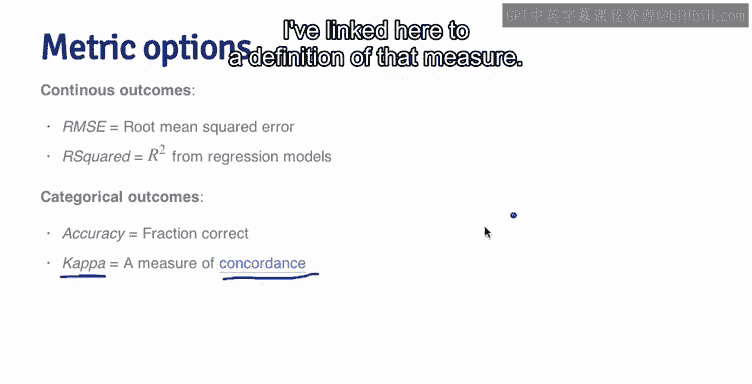 I've linked here to
a definition of that measure.
Metric options
Continous outcomes:
· RMSE = Root mean squared error
· RSquared = R² from regression models
Categorical outcomes:
· Accuracy = Fraction correct
· Kappa = A measure of concordance